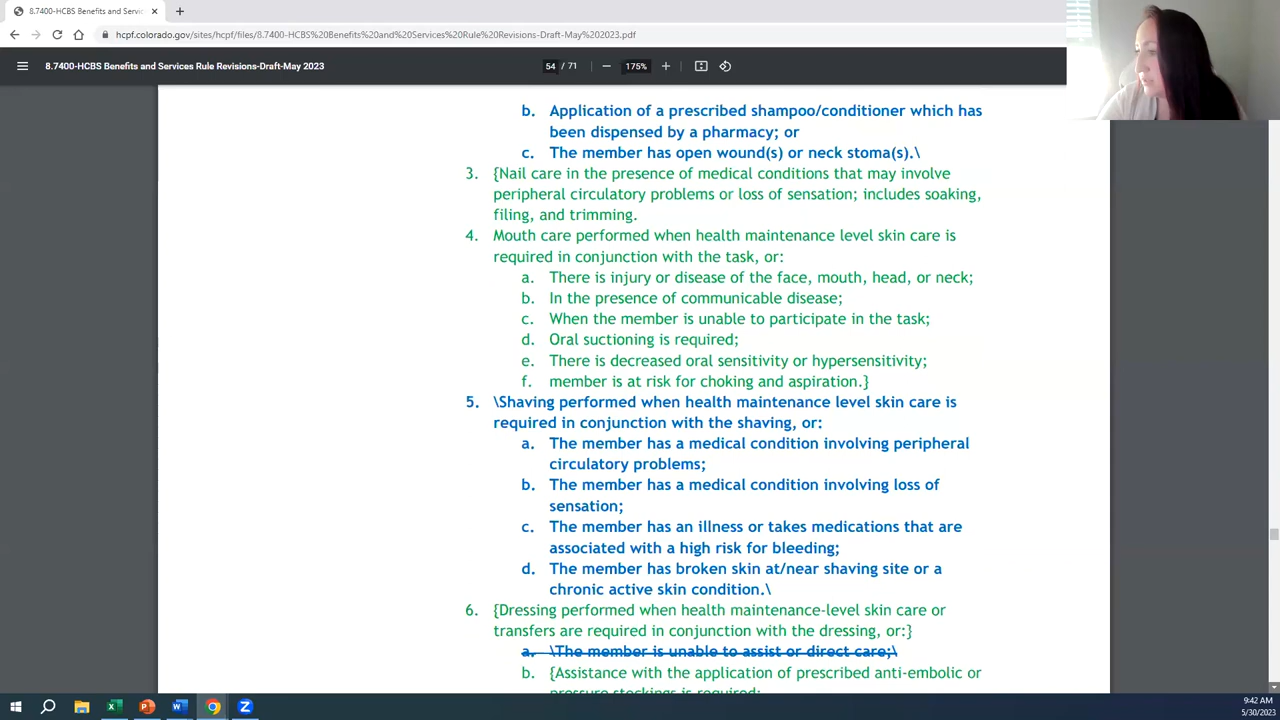 8.7400-HCBS Benefits and Servic
hcpf.colorado.gov/sites/hcpf/files/8.7400-HCBS%20Benefits%20and%20Services%20Rule%20Revisions-Draft-May%202023.pdf
8.7400-HCBS Benefits and Services Rule Revisions-Draft-May 2023
54 / 71
175%
b. Application of a prescribed shampoo/conditioner which has
been dispensed by a pharmacy; or
c. The member has open wound(s) or neck stoma(s).\
3. {Nail care in the presence of medical conditions that may involve
peripheral circulatory problems or loss of sensation; includes soaking,
filing, and trimming.
4. Mouth care performed when health maintenance level skin care is
required in conjunction with the task, or:
a. There is injury or disease of the face, mouth, head, or neck;
b. In the presence of communicable disease;
c. When the member is unable to participate in the task;
d. Oral suctioning is required;
e. There is decreased oral sensitivity or hypersensitivity;
f. member is at risk for choking and aspiration.}
5. \Shaving performed when health maintenance level skin care is
required in conjunction with the shaving, or:
a. The member has a medical condition involving peripheral
circulatory problems;
b. The member has a medical condition involving loss of
sensation;
c. The member has an illness or takes medications that are
associated with a high risk for bleeding;
d. The member has broken skin at/near shaving site or a
chronic active skin condition.\
6. {Dressing performed when health maintenance-level skin care or
transfers are required in conjunction with the dressing, or:}
a. \The member is unable to assist or direct care;\
b. {Assistance with the application of prescribed anti-embolic or
pressure stockings is required;
9:42 AM
5/30/2023